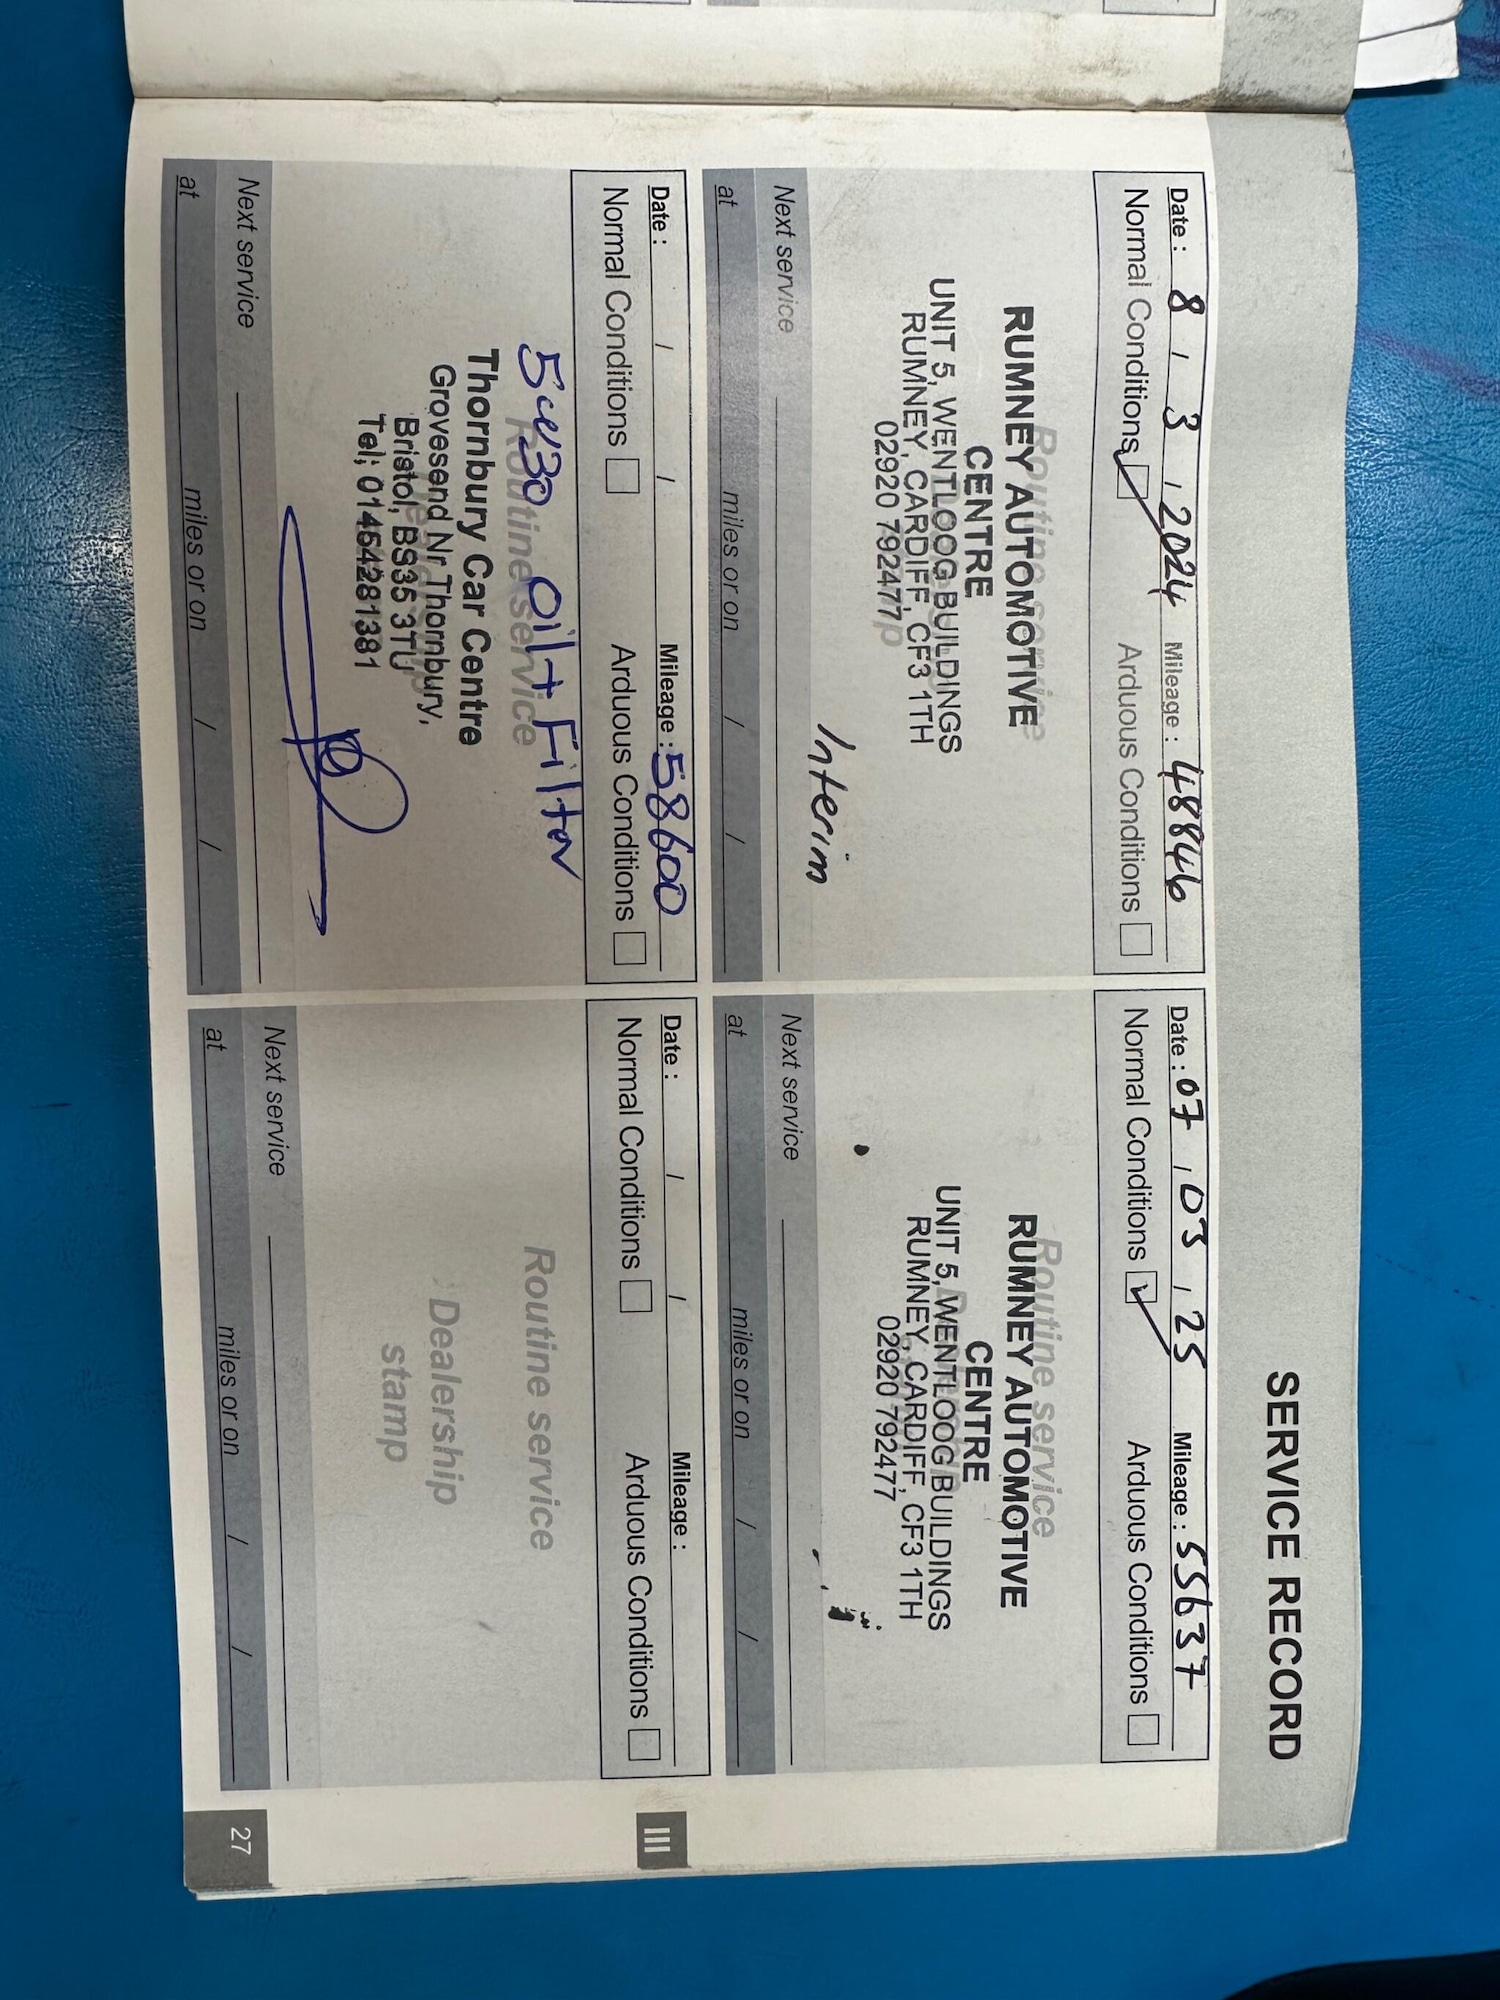 SERVICE RECORD
Date : 8 / 3 / 2024 Mileage : 48846
Normal Conditions ☑ Arduous Conditions ☐
Routine service
RUMNEY AUTOMOTIVE
CENTRE
UNIT 5, WENTLOOG BUILDINGS
RUMNEY, CARDIFF, CF3 1TH
02920 792477
Interim
Next service
at miles or on / /
Date : 07 / 03 / 25 Mileage : 55637
Normal Conditions ☑ Arduous Conditions ☐
Routine service
RUMNEY AUTOMOTIVE
CENTRE
UNIT 5, WENTLOOG BUILDINGS
RUMNEY, CARDIFF, CF3 1TH
02920 792477
Next service
at miles or on / /
Date : / / Mileage : 58600
Normal Conditions ☐ Arduous Conditions ☐
5w30 oil + Filter
Routine service
Thornbury Car Centre
Grovesend Nr Thornbury,
Bristol, BS35 3TU
Tel; 01454281381
Next service
at miles or on / /
Date : / / Mileage :
Normal Conditions ☐ Arduous Conditions ☐
Routine service
Dealership
stamp
Next service
at miles or on / /
III
27